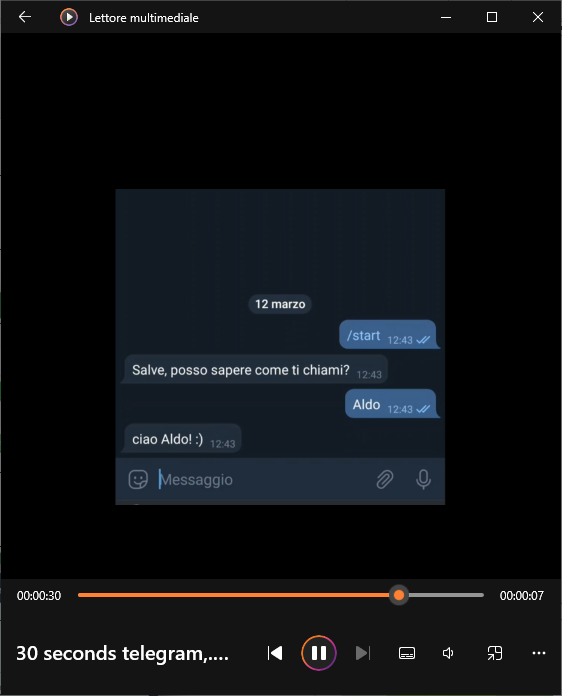 Lettore multimediale
12 marzo
/start 12:43
Salve, posso sapere come ti chiami? 12:43
Aldo 12:43
ciao Aldo! :) 12:43
Messaggio
00:00:30
00:00:07
30 seconds telegram,....